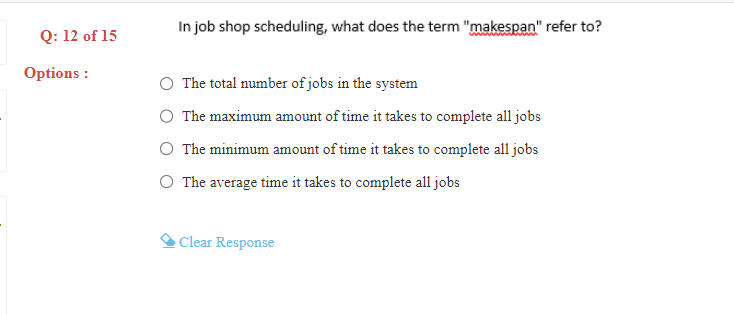 In job shop scheduling, what does the term "makespan" refer to?
Q: 12 of 15
Options :
The total number of jobs in the system
The maximum amount of time it takes to complete all jobs
The minimum amount of time it takes to complete all jobs
The average time it takes to complete all jobs
Clear Response